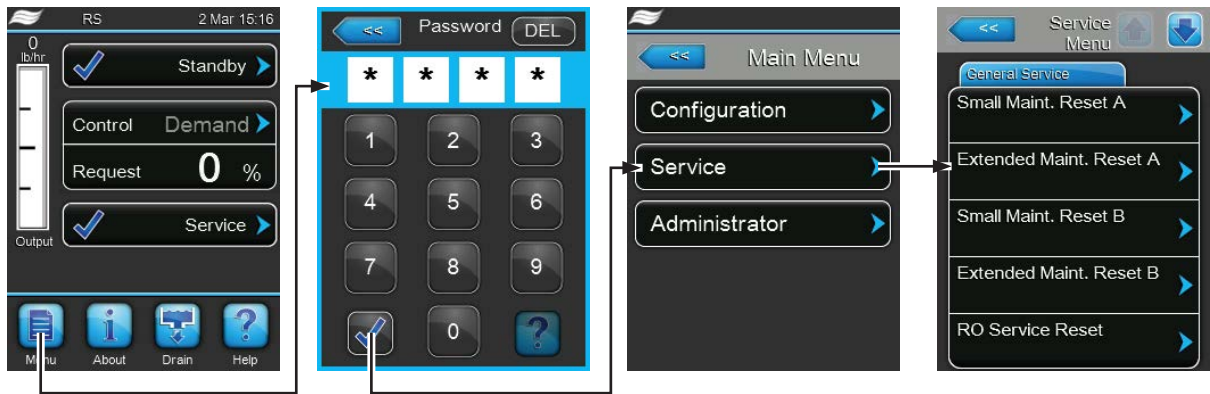 RS 2 Mar 15:16
0
lb/hr
Standby
Control Demand
Request 0 %
Service
Output
Menu About Drain Help
<< Password DEL
* * * *
1 2 3
4 5 6
7 8 9
0 ?
<< Main Menu
Configuration
Service
Administrator
<< Service
Menu
General Service
Small Maint. Reset A
Extended Maint. Reset A
Small Maint. Reset B
Extended Maint. Reset B
RO Service Reset